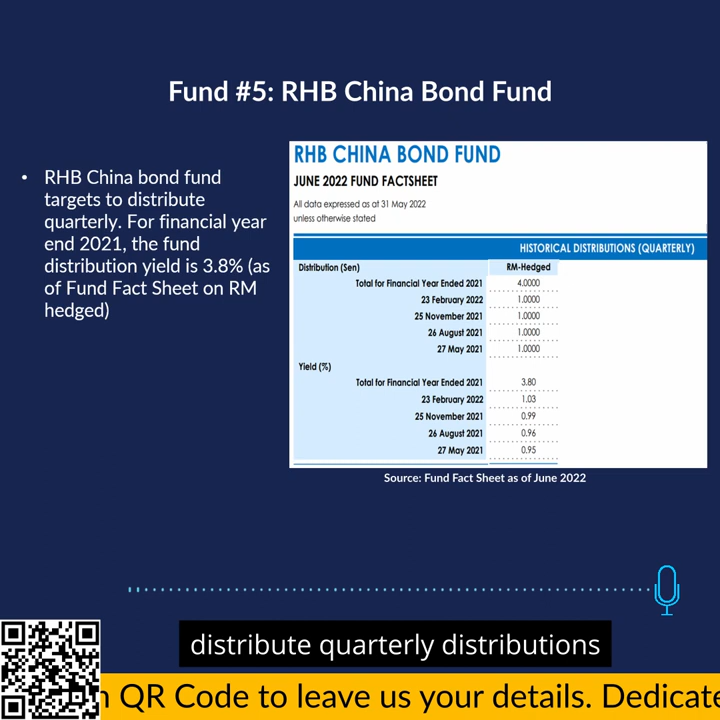 Fund #5: RHB China Bond Fund
• RHB China bond fund
targets to distribute
quarterly. For financial year
end 2021, the fund
distribution yield is 3.8% (as
of Fund Fact Sheet on RM
hedged)
RHB CHINA BOND FUND
JUNE 2022 FUND FACTSHEET
All data expressed as at 31 May 2022
unless otherwise stated
HISTORICAL DISTRIBUTIONS (QUARTERLY)
Distribution (Sen) RM-Hedged
Total for Financial Year Ended 2021 4.0000
23 February 2022 1.0000
25 November 2021 1.0000
26 August 2021 1.0000
27 May 2021 1.0000
Yield (%)
Total for Financial Year Ended 2021 3.80
23 February 2022 1.03
25 November 2021 0.99
26 August 2021 0.96
27 May 2021 0.95
Source: Fund Fact Sheet as of June 2022
distribute quarterly distributions
QR Code to leave us your details. Dedicate